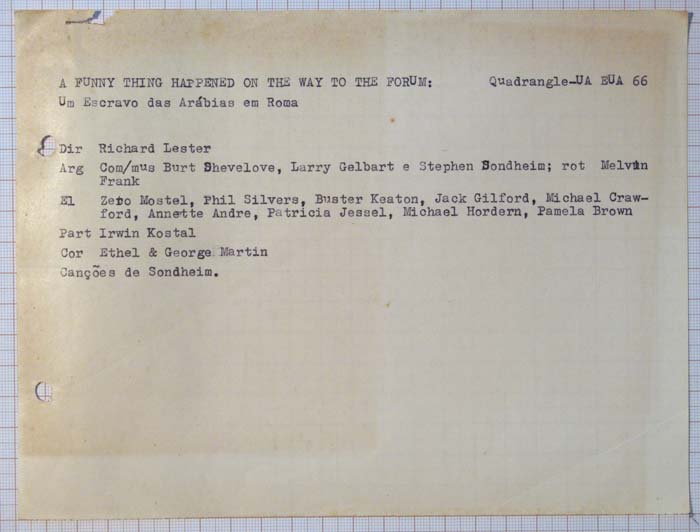 A FUNNY THING HAPPENED ON THE WAY TO THE FORUM: Quadrangle-UA EUA 66
Um Escravo das Arábias em Roma
Dir Richard Lester
Arg Com/mus Burt Shevelove, Larry Gelbart e Stephen Sondheim; rot Melvin
Frank
El Zero Mostel, Phil Silvers, Buster Keaton, Jack Gilford, Michael Craw-
ford, Annette Andre, Patricia Jessel, Michael Hordern, Pamela Brown
Part Irwin Kostal
Cor Ethel & George Martin
Canções de Sondheim.